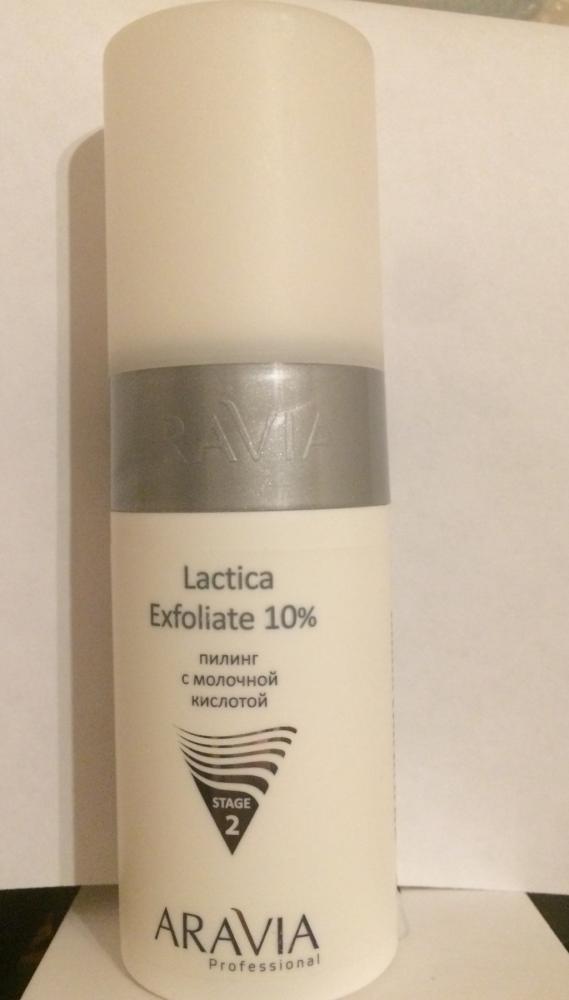 ARAVIA
Lactica
Exfoliate 10%
пилинг
с молочной
кислотой
STAGE
2
ARAVIA
Professional